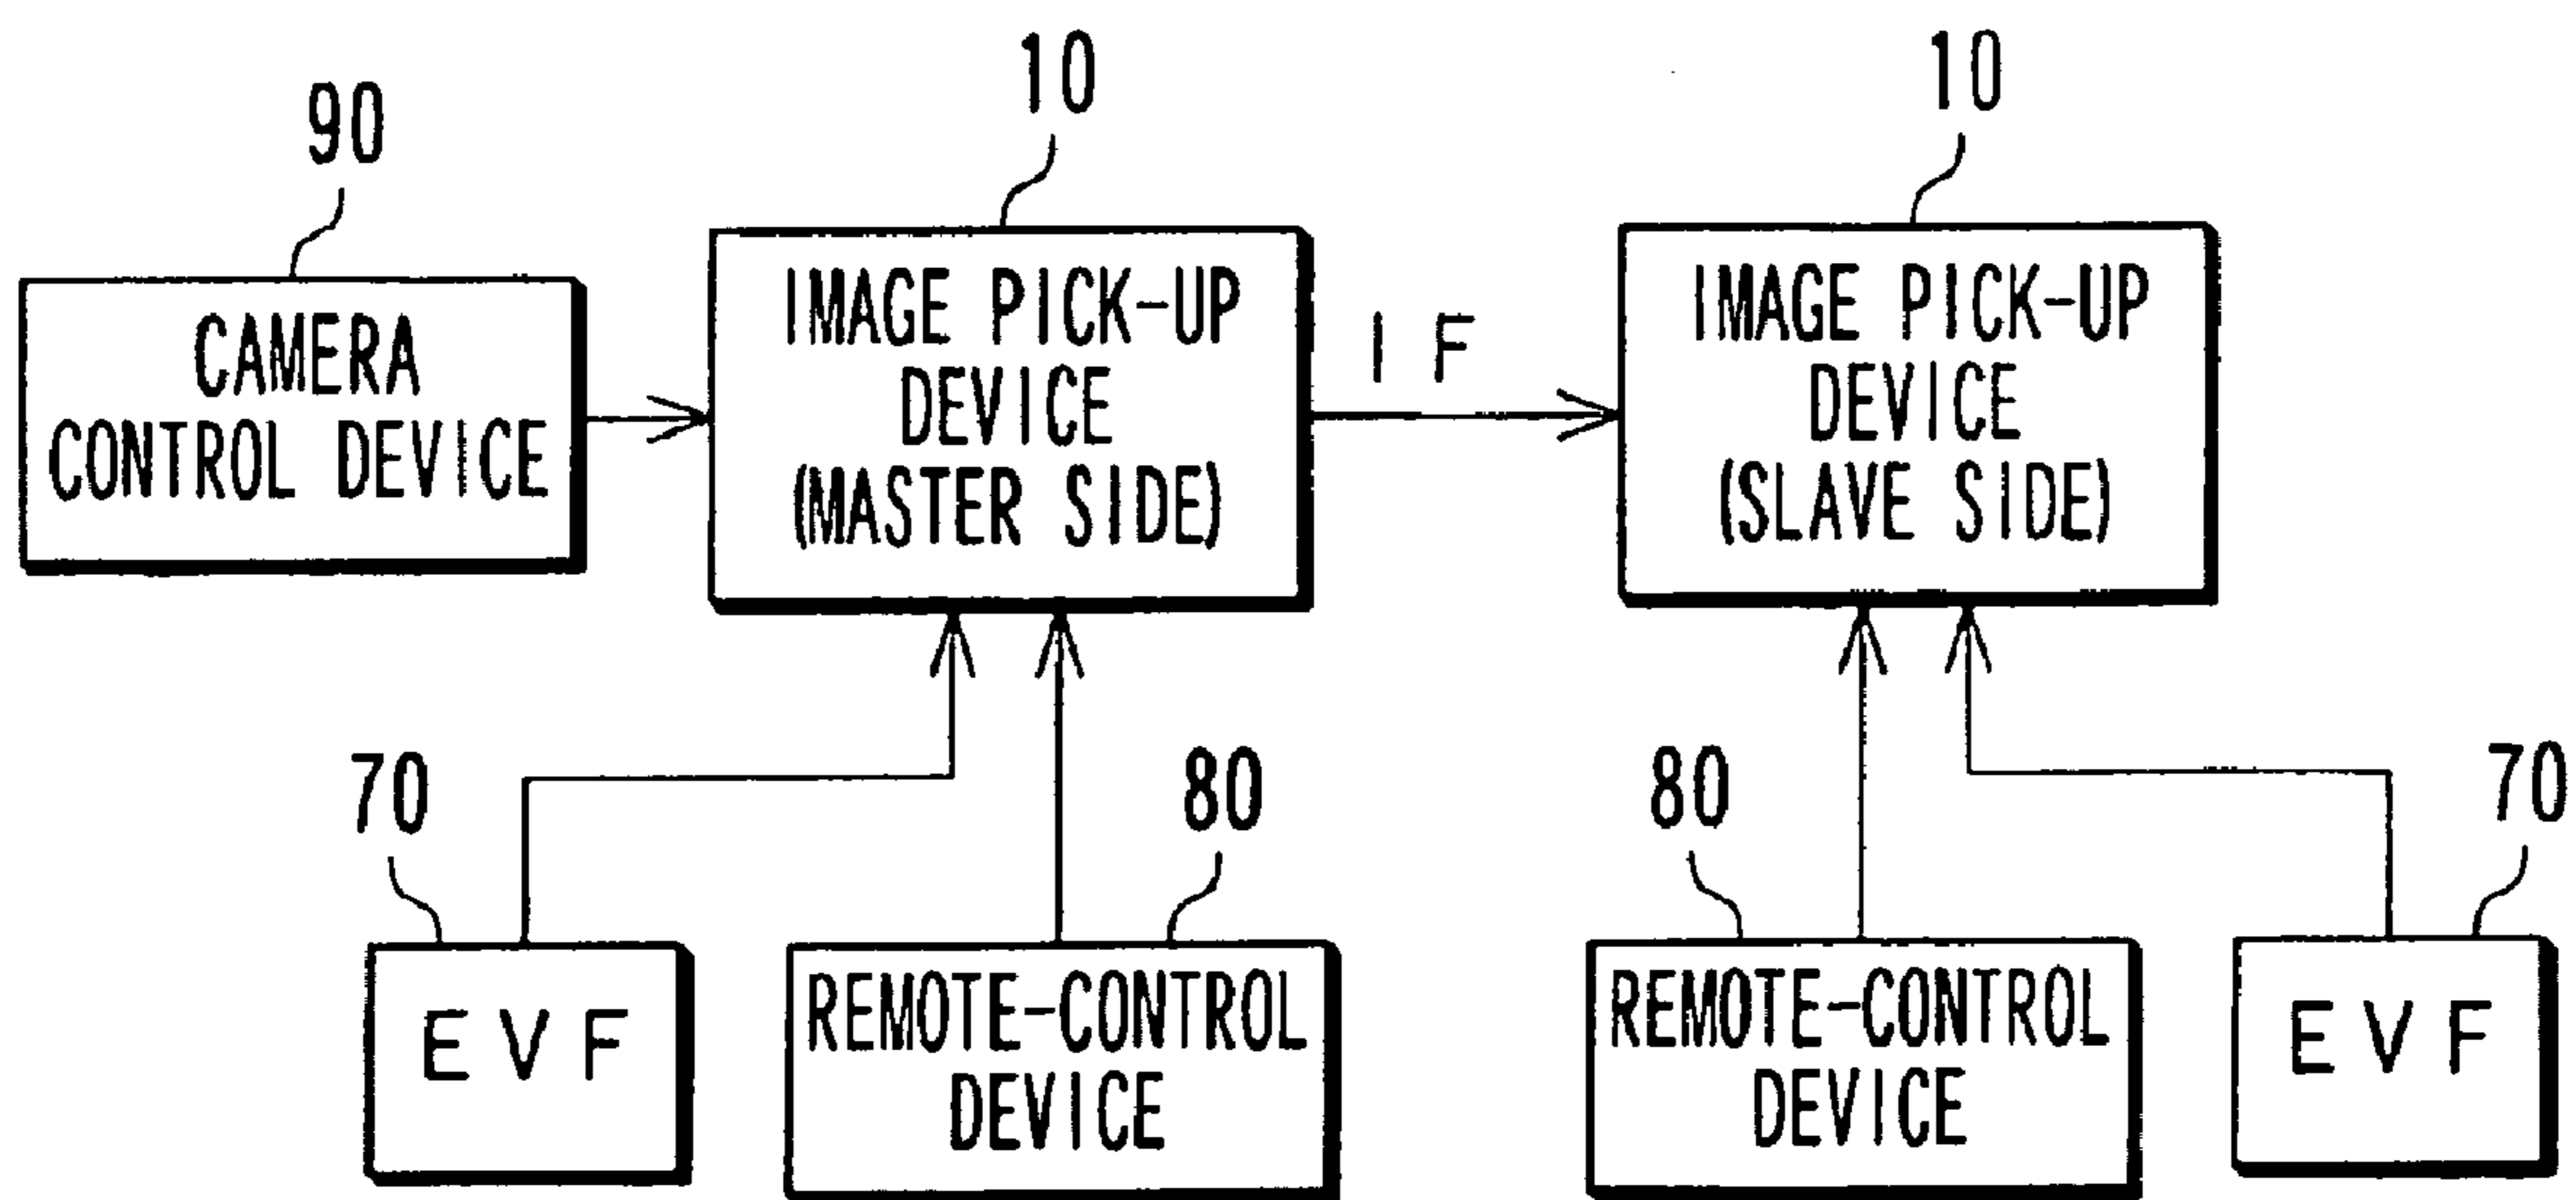 90
10
10
CAMERA
CONTROL DEVICE
IMAGE PICK-UP
DEVICE
(MASTER SIDE)
IF
IMAGE PICK-UP
DEVICE
(SLAVE SIDE)
70
80
80
70
EVF
REMOTE-CONTROL
DEVICE
REMOTE-CONTROL
DEVICE
EVF